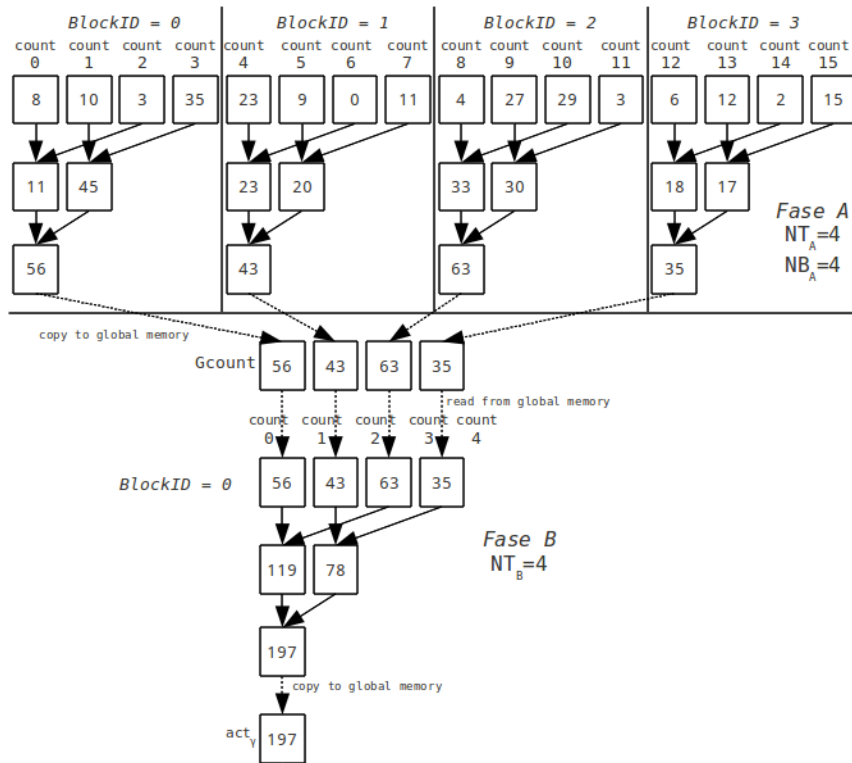 BlockID = 0 BlockID = 1 BlockID = 2 BlockID = 3
count count count count count count count count count count count count count count count count
0 1 2 3 4 5 6 7 8 9 10 11 12 13 14 15
8 10 3 35 23 9 0 11 4 27 29 3 6 12 2 15
11 45 23 20 33 30 18 17
Fase A
NT_A=4
56 43 63 35
NB_A=4
copy to global memory
Gcount 56 43 63 35
read from global memory
count count count count count
0 1 2 3 4
BlockID = 0 56 43 63 35
Fase B
119 78 NT_B=4
197
copy to global memory
act_γ 197